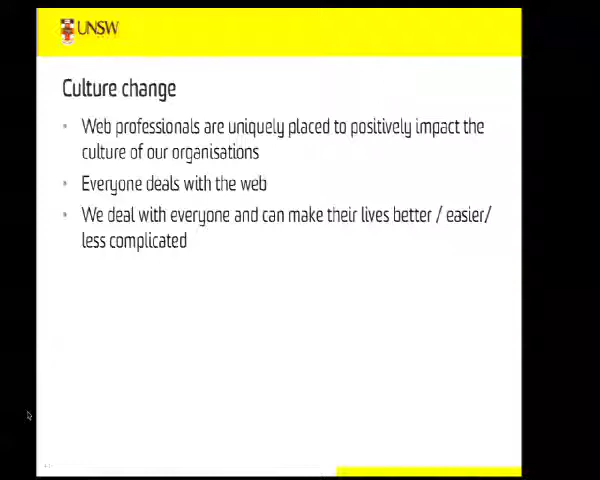 UNSW
Culture change
• Web professionals are uniquely placed to positively impact the
culture of our organisations
• Everyone deals with the web
• We deal with everyone and can make their lives better / easier/
less complicated